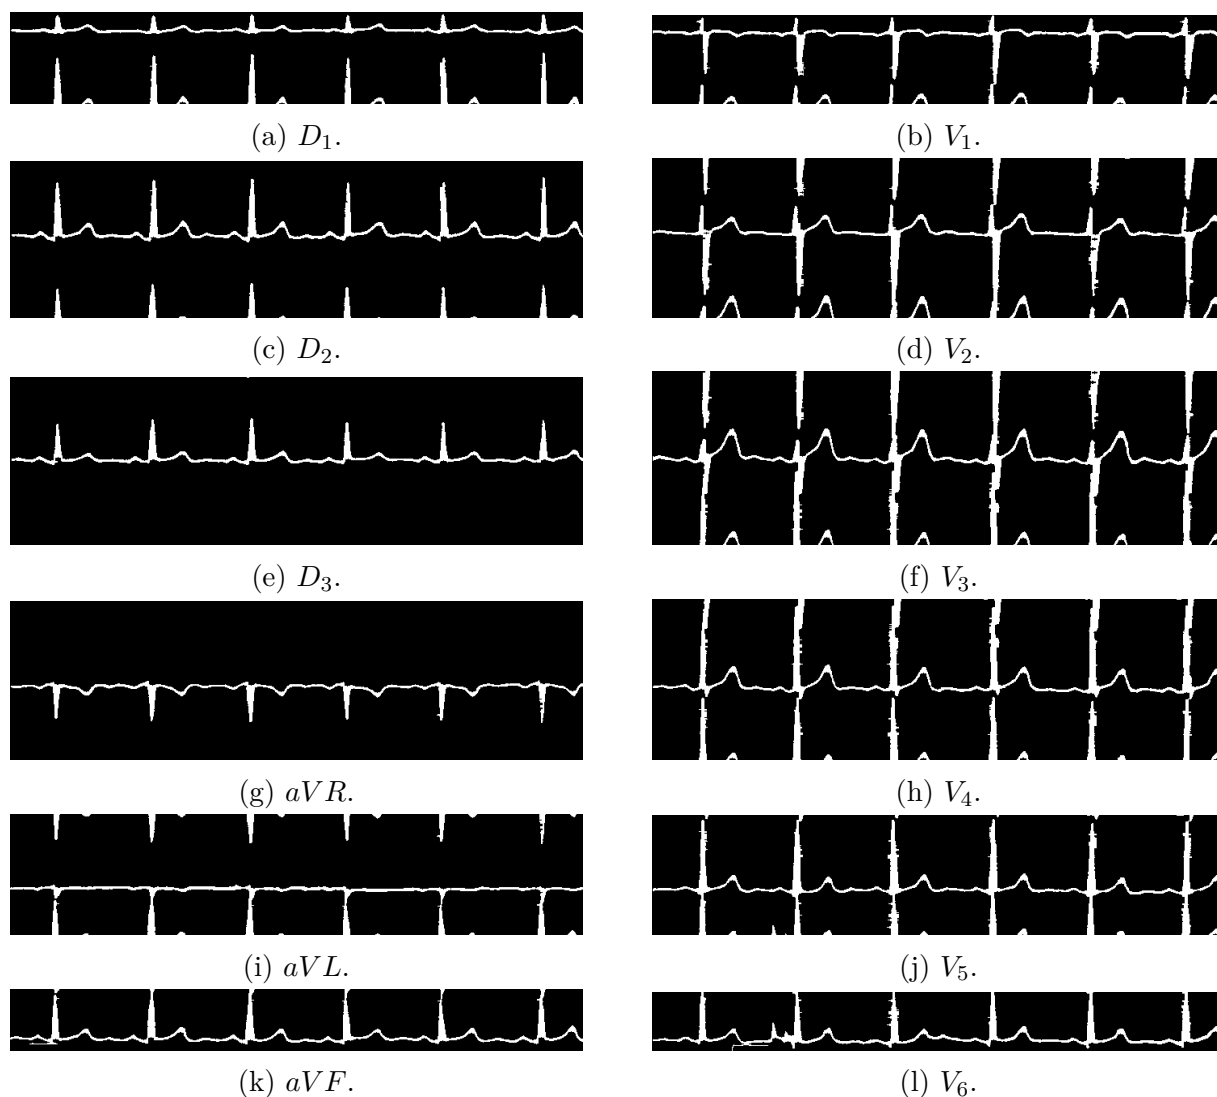 (a) D₁.
(b) V₁.
(c) D₂.
(d) V₂.
(e) D₃.
(f) V₃.
(g) aVR.
(h) V₄.
(i) aVL.
(j) V₅.
(k) aVF.
(l) V₆.